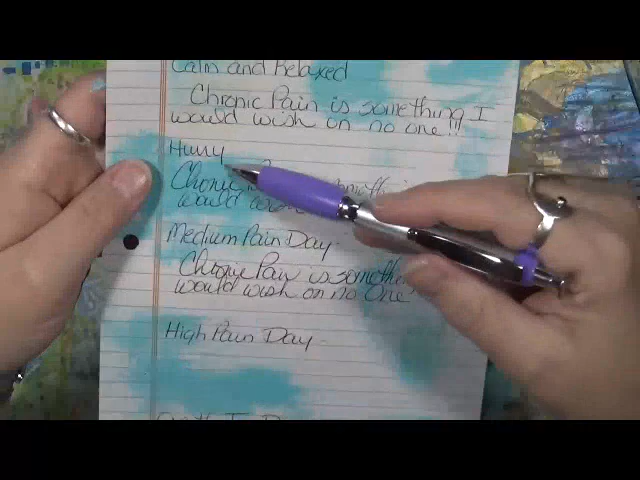 Calm and Relaxed
Chronic Pain is something I
would wish on no one!!!
Hurry
Chronic
would
Medium Pain Day -
Chronic Pain is someth
would wish on no one
High Pain Day -